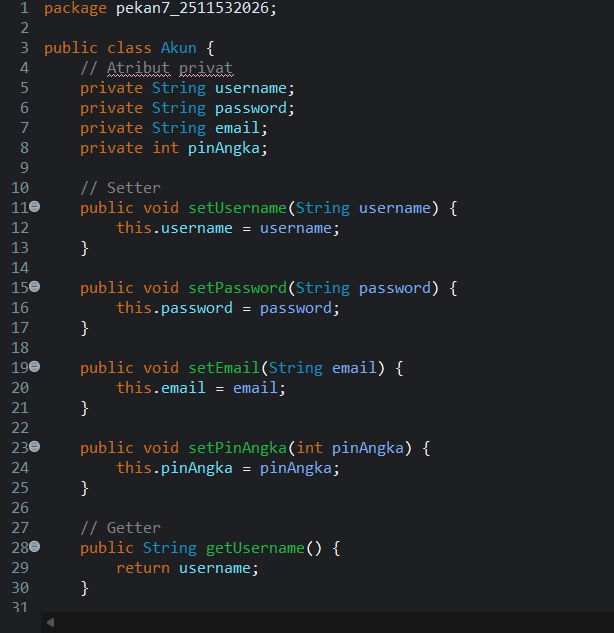 1 package pekan7_2511532026;
2
3 public class Akun {
4     // Atribut privat
5     private String username;
6     private String password;
7     private String email;
8     private int pinAngka;
9
10     // Setter
11     public void setUsername(String username) {
12         this.username = username;
13     }
14
15     public void setPassword(String password) {
16         this.password = password;
17     }
18
19     public void setEmail(String email) {
20         this.email = email;
21     }
22
23     public void setPinAngka(int pinAngka) {
24         this.pinAngka = pinAngka;
25     }
26
27     // Getter
28     public String getUsername() {
29         return username;
30     }
31